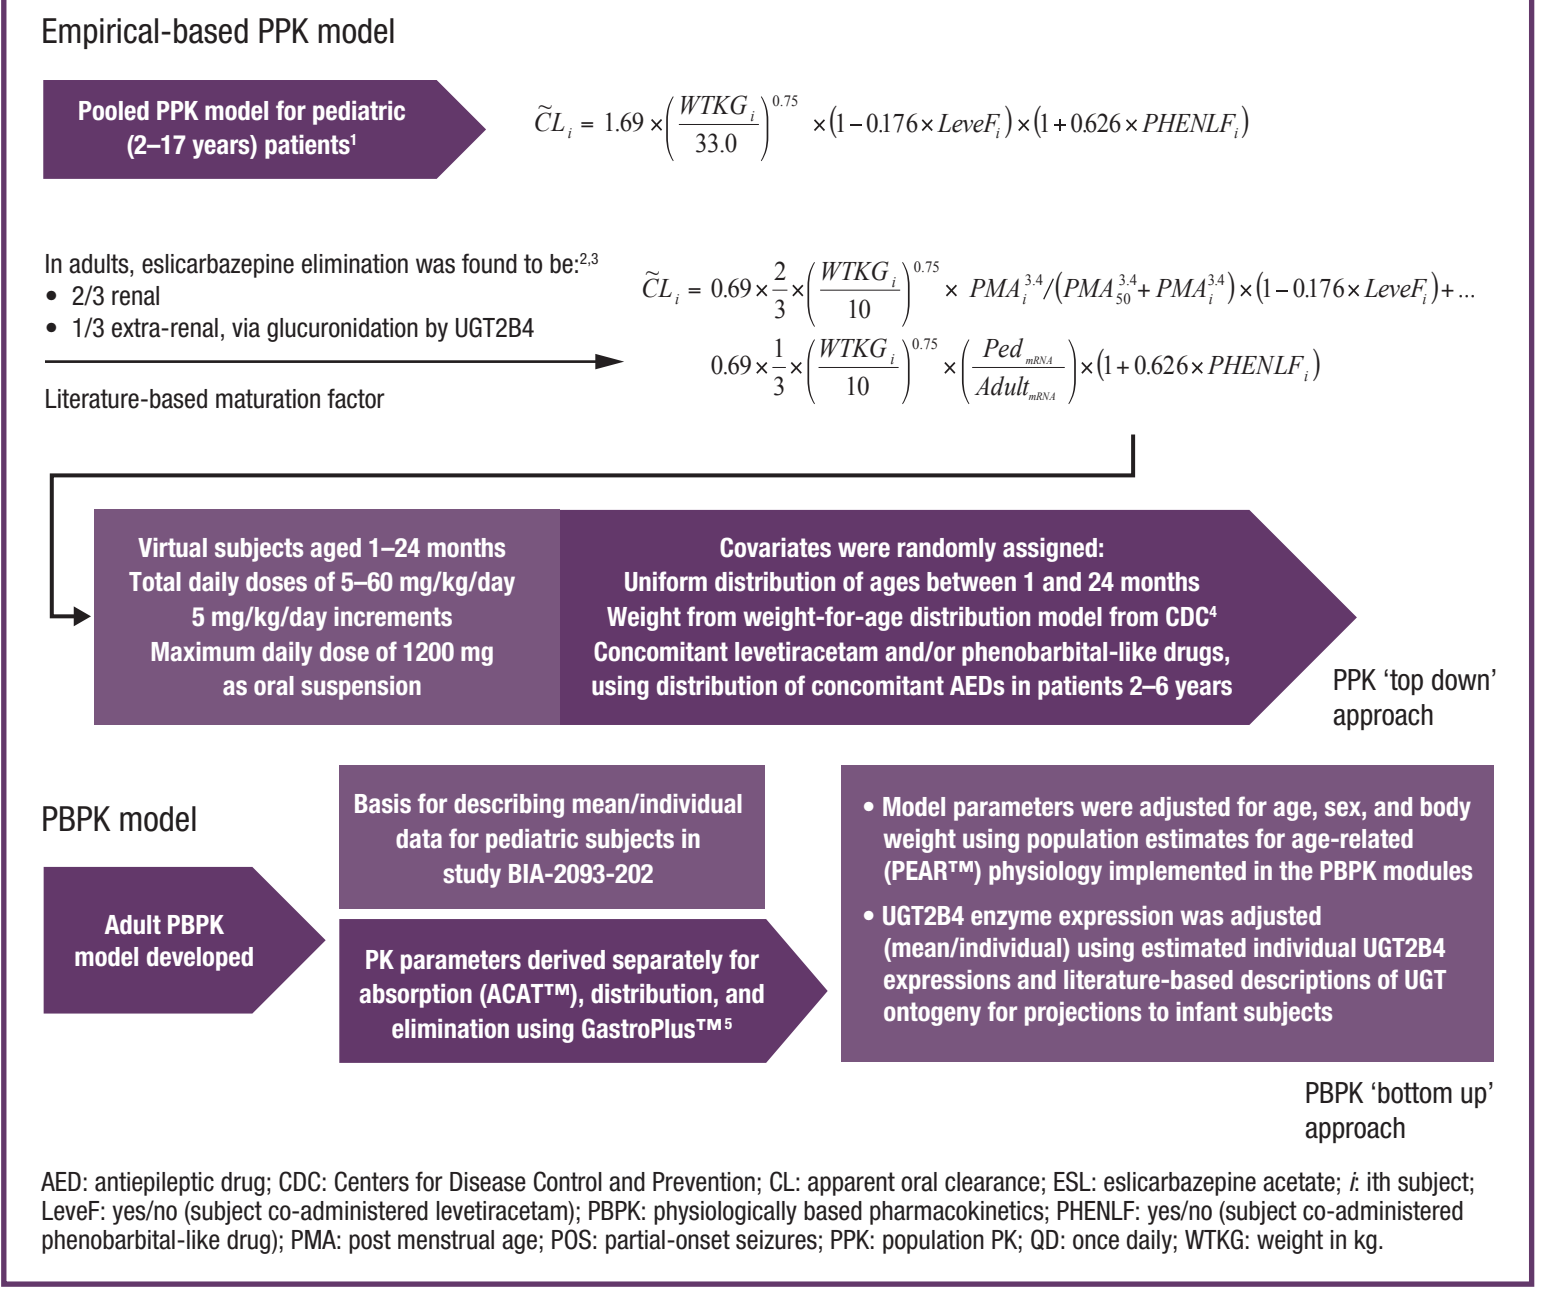 Empirical-based PPK model
Pooled PPK model for pediatric
(2–17 years) patients¹
C̃L_i = 1.69 × (WTKG_i / 33.0)^0.75 × (1 − 0.176 × LeveF_i) × (1 + 0.626 × PHENLF_i)
In adults, eslicarbazepine elimination was found to be:²,³
• 2/3 renal
• 1/3 extra-renal, via glucuronidation by UGT2B4
Literature-based maturation factor
C̃L_i = 0.69 × 2/3 × (WTKG_i / 10)^0.75 × PMA_i^3.4 / (PMA_50^3.4 + PMA_i^3.4) × (1 − 0.176 × LeveF_i) + ...
0.69 × 1/3 × (WTKG_i / 10)^0.75 × (Ped_mRNA / Adult_mRNA) × (1 + 0.626 × PHENLF_i)
Virtual subjects aged 1–24 months
Total daily doses of 5–60 mg/kg/day
5 mg/kg/day increments
Maximum daily dose of 1200 mg
as oral suspension
Covariates were randomly assigned:
Uniform distribution of ages between 1 and 24 months
Weight from weight-for-age distribution model from CDC⁴
Concomitant levetiracetam and/or phenobarbital-like drugs,
using distribution of concomitant AEDs in patients 2–6 years
PPK ‘top down’
approach
PBPK model
Adult PBPK
model developed
Basis for describing mean/individual
data for pediatric subjects in
study BIA-2093-202
PK parameters derived separately for
absorption (ACAT™), distribution, and
elimination using GastroPlus™⁵
• Model parameters were adjusted for age, sex, and body
weight using population estimates for age-related
(PEAR™) physiology implemented in the PBPK modules
• UGT2B4 enzyme expression was adjusted
(mean/individual) using estimated individual UGT2B4
expressions and literature-based descriptions of UGT
ontogeny for projections to infant subjects
PBPK ‘bottom up’
approach
AED: antiepileptic drug; CDC: Centers for Disease Control and Prevention; CL: apparent oral clearance; ESL: eslicarbazepine acetate; i: ith subject;
LeveF: yes/no (subject co-administered levetiracetam); PBPK: physiologically based pharmacokinetics; PHENLF: yes/no (subject co-administered
phenobarbital-like drug); PMA: post menstrual age; POS: partial-onset seizures; PPK: population PK; QD: once daily; WTKG: weight in kg.